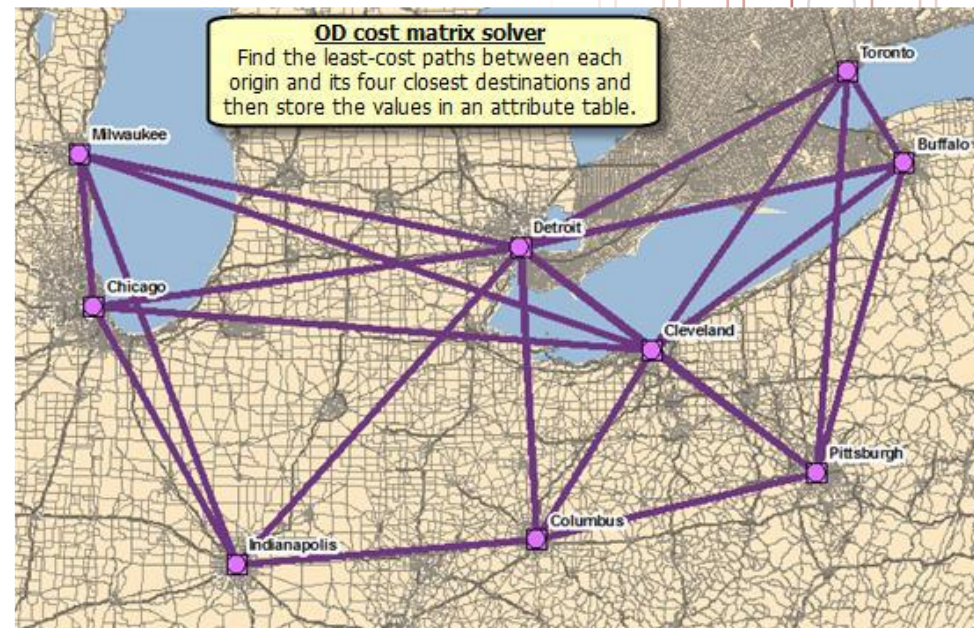 OD cost matrix solver
Find the least-cost paths between each
origin and its four closest destinations and
then store the values in an attribute table.
Toronto
Milwaukee
Buffalo
Detroit
Chicago
Cleveland
Pittsburgh
Columbus
Indianapolis